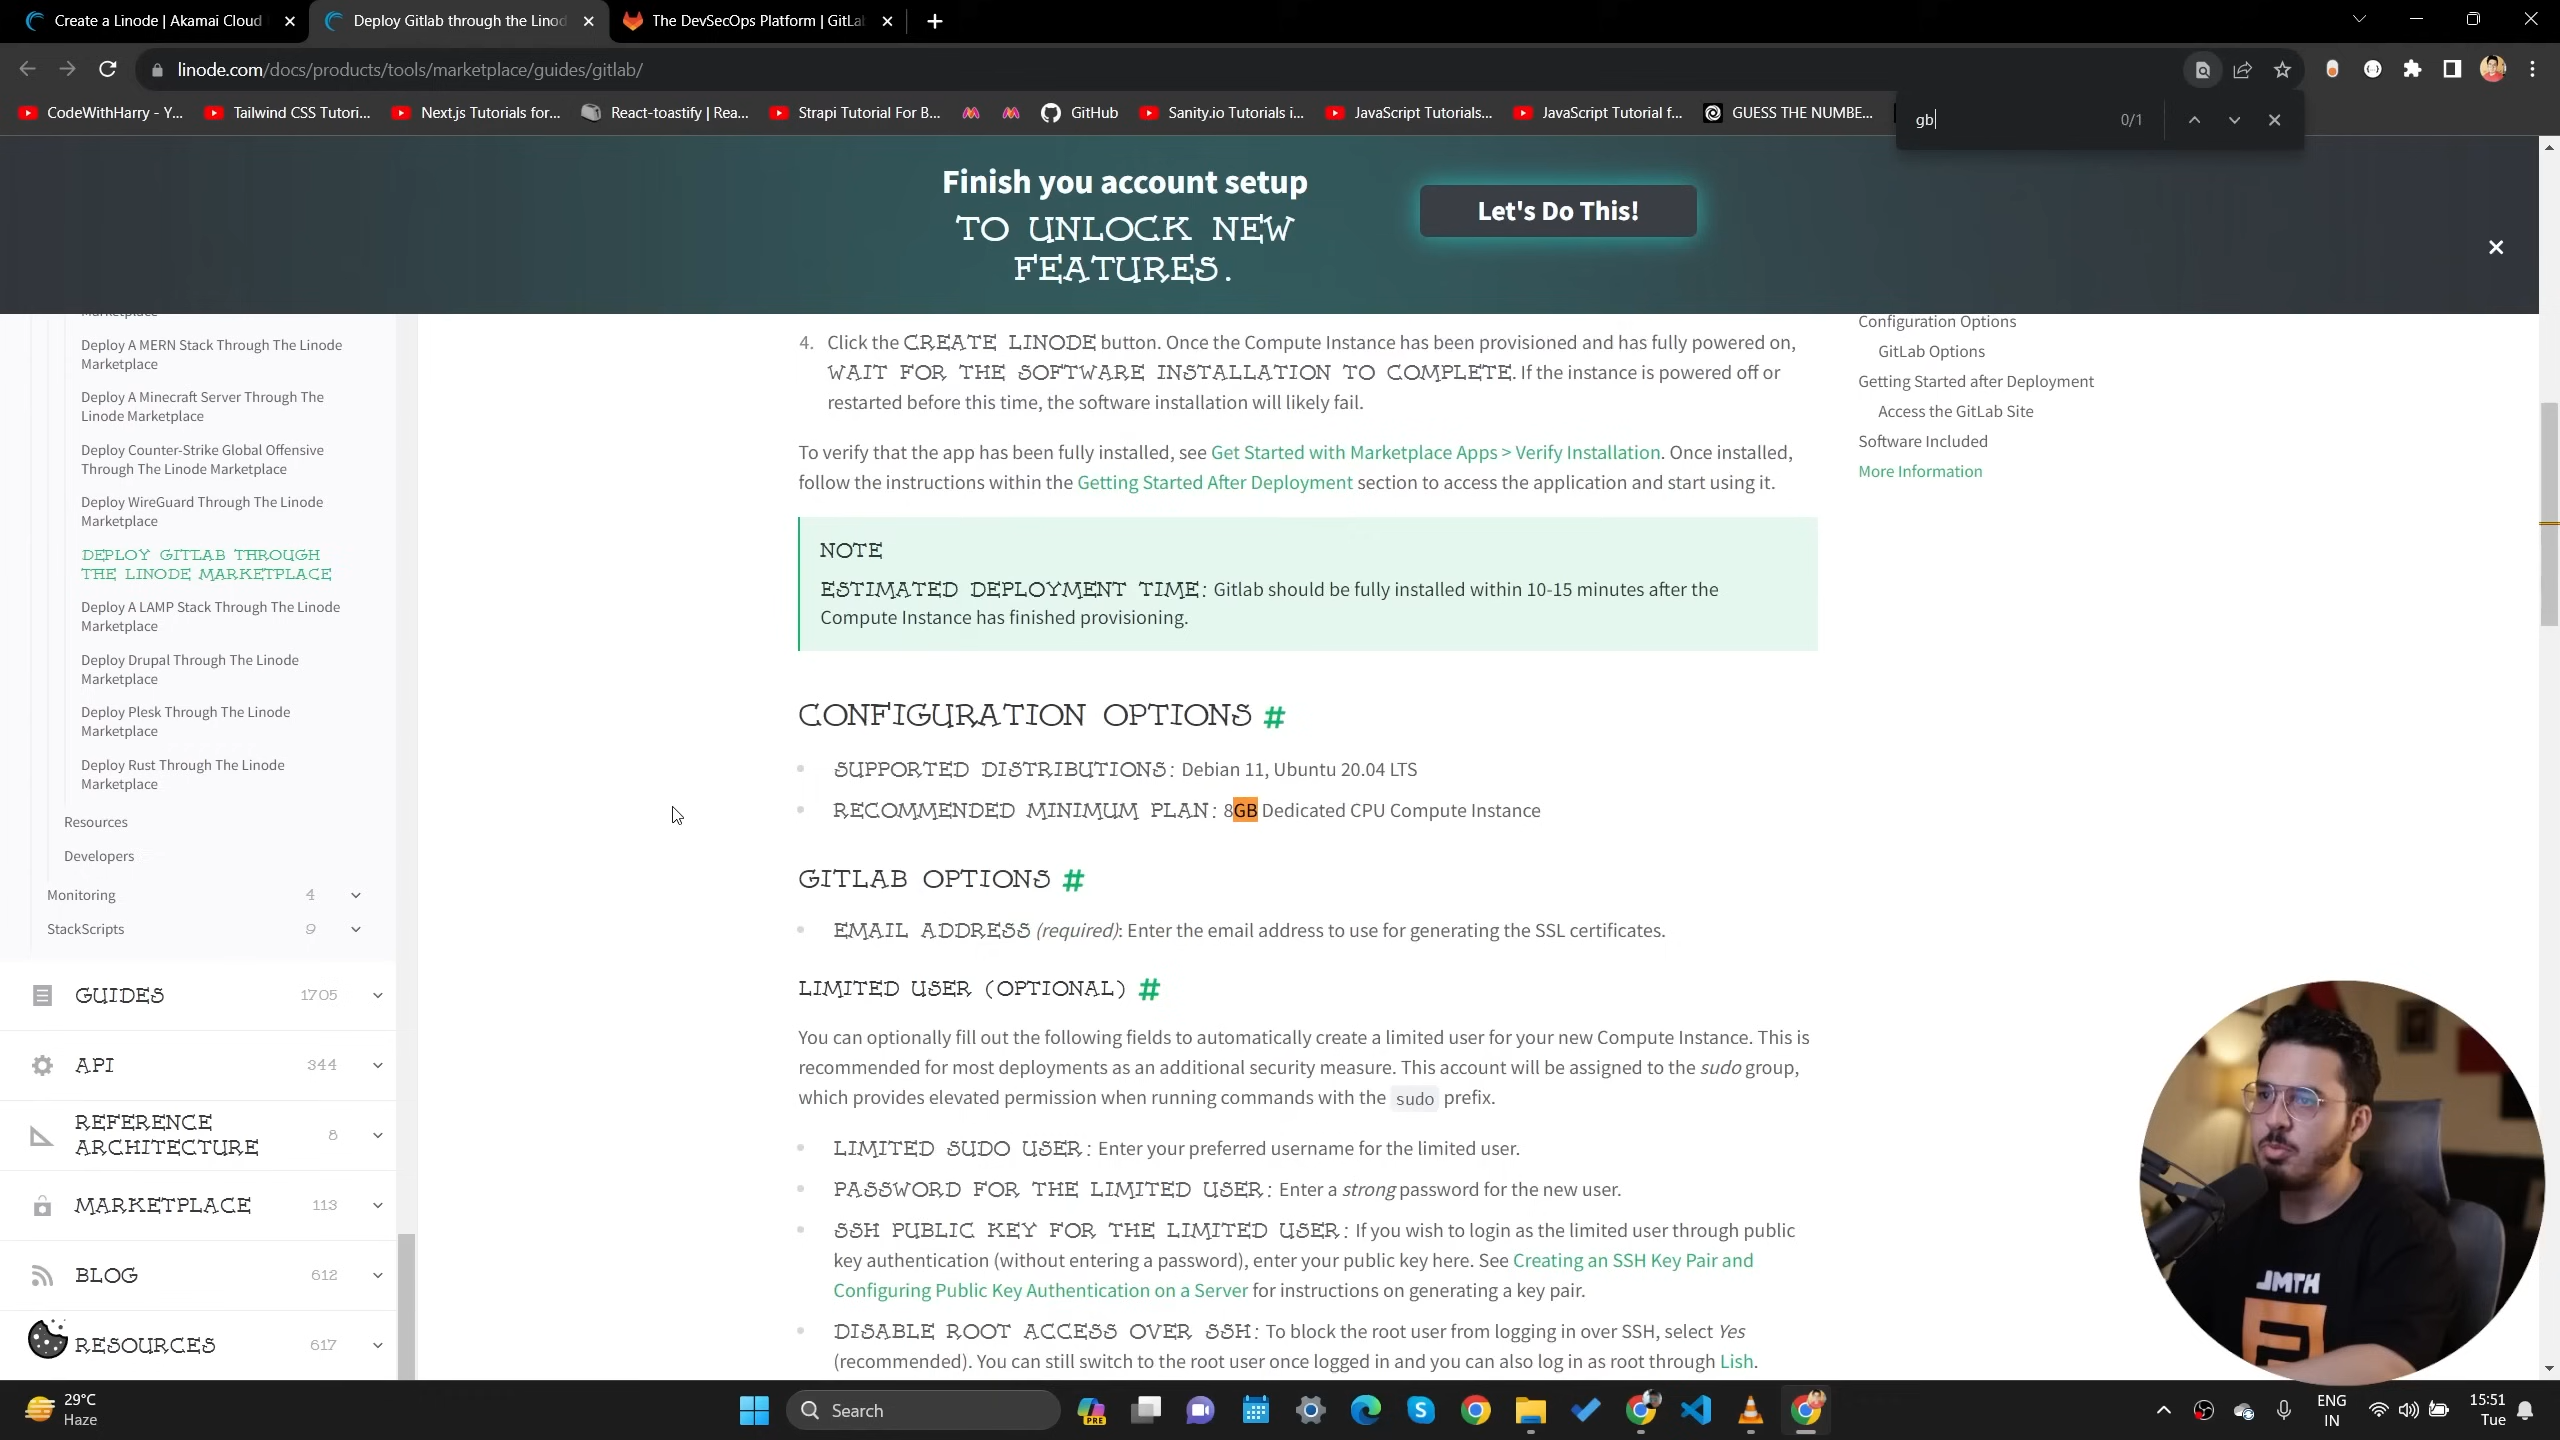 Create a Linode | Akamai Cloud
Deploy Gitlab through the Linod
The DevSecOps Platform | GitLa
linode.com/docs/products/tools/marketplace/guides/gitlab/
CodeWithHarry - Y...
Tailwind CSS Tutori...
Next.js Tutorials for...
React-toastify | Rea...
Strapi Tutorial For B...
GitHub
Sanity.io Tutorials i...
JavaScript Tutorials...
JavaScript Tutorial f...
GUESS THE NUMBE...
gb
0/1
Finish you account setup
TO UNLOCK NEW
FEATURES.
Let's Do This!
Marketplace
Deploy A MERN Stack Through The Linode
Marketplace
Deploy A Minecraft Server Through The
Linode Marketplace
Deploy Counter-Strike Global Offensive
Through The Linode Marketplace
Deploy WireGuard Through The Linode
Marketplace
DEPLOY GITLAB THROUGH
THE LINODE MARKETPLACE
Deploy A LAMP Stack Through The Linode
Marketplace
Deploy Drupal Through The Linode
Marketplace
Deploy Plesk Through The Linode
Marketplace
Deploy Rust Through The Linode
Marketplace
Resources
Developers
Monitoring 4
StackScripts 9
GUIDES 1705
API 344
REFERENCE
ARCHITECTURE 8
MARKETPLACE 113
BLOG 612
RESOURCES 617
4. Click the CREATE LINODE button. Once the Compute Instance has been provisioned and has fully powered on,
WAIT FOR THE SOFTWARE INSTALLATION TO COMPLETE. If the instance is powered off or
restarted before this time, the software installation will likely fail.
To verify that the app has been fully installed, see Get Started with Marketplace Apps > Verify Installation. Once installed,
follow the instructions within the Getting Started After Deployment section to access the application and start using it.
NOTE
ESTIMATED DEPLOYMENT TIME: Gitlab should be fully installed within 10-15 minutes after the
Compute Instance has finished provisioning.
CONFIGURATION OPTIONS #
SUPPORTED DISTRIBUTIONS: Debian 11, Ubuntu 20.04 LTS
RECOMMENDED MINIMUM PLAN: 8GB Dedicated CPU Compute Instance
GITLAB OPTIONS #
EMAIL ADDRESS (required): Enter the email address to use for generating the SSL certificates.
LIMITED USER (OPTIONAL) #
You can optionally fill out the following fields to automatically create a limited user for your new Compute Instance. This is
recommended for most deployments as an additional security measure. This account will be assigned to the sudo group,
which provides elevated permission when running commands with the sudo prefix.
LIMITED SUDO USER: Enter your preferred username for the limited user.
PASSWORD FOR THE LIMITED USER: Enter a strong password for the new user.
SSH PUBLIC KEY FOR THE LIMITED USER: If you wish to login as the limited user through public
key authentication (without entering a password), enter your public key here. See Creating an SSH Key Pair and
Configuring Public Key Authentication on a Server for instructions on generating a key pair.
DISABLE ROOT ACCESS OVER SSH: To block the root user from logging in over SSH, select Yes
(recommended). You can still switch to the root user once logged in and you can also log in as root through Lish.
Configuration Options
GitLab Options
Getting Started after Deployment
Access the GitLab Site
Software Included
More Information
29°C
Haze
Search
PRE
ENG
IN
15:51
Tue